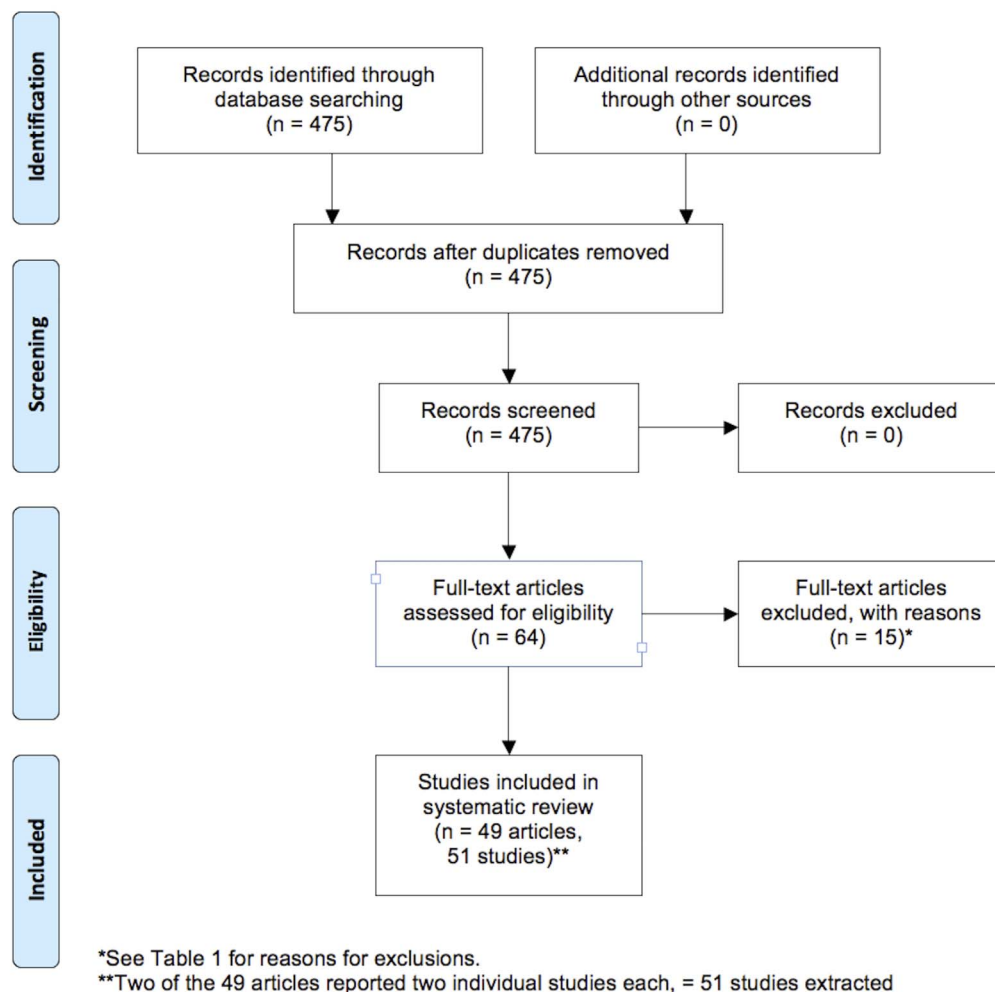 Identification
Records identified through
database searching
(n = 475)
Additional records identified
through other sources
(n = 0)
Records after duplicates removed
(n = 475)
Screening
Records screened
(n = 475)
Records excluded
(n = 0)
Eligibility
Full-text articles
assessed for eligibility
(n = 64)
Full-text articles
excluded, with reasons
(n = 15)*
Included
Studies included in
systematic review
(n = 49 articles,
51 studies)**
*See Table 1 for reasons for exclusions.
**Two of the 49 articles reported two individual studies each, = 51 studies extracted